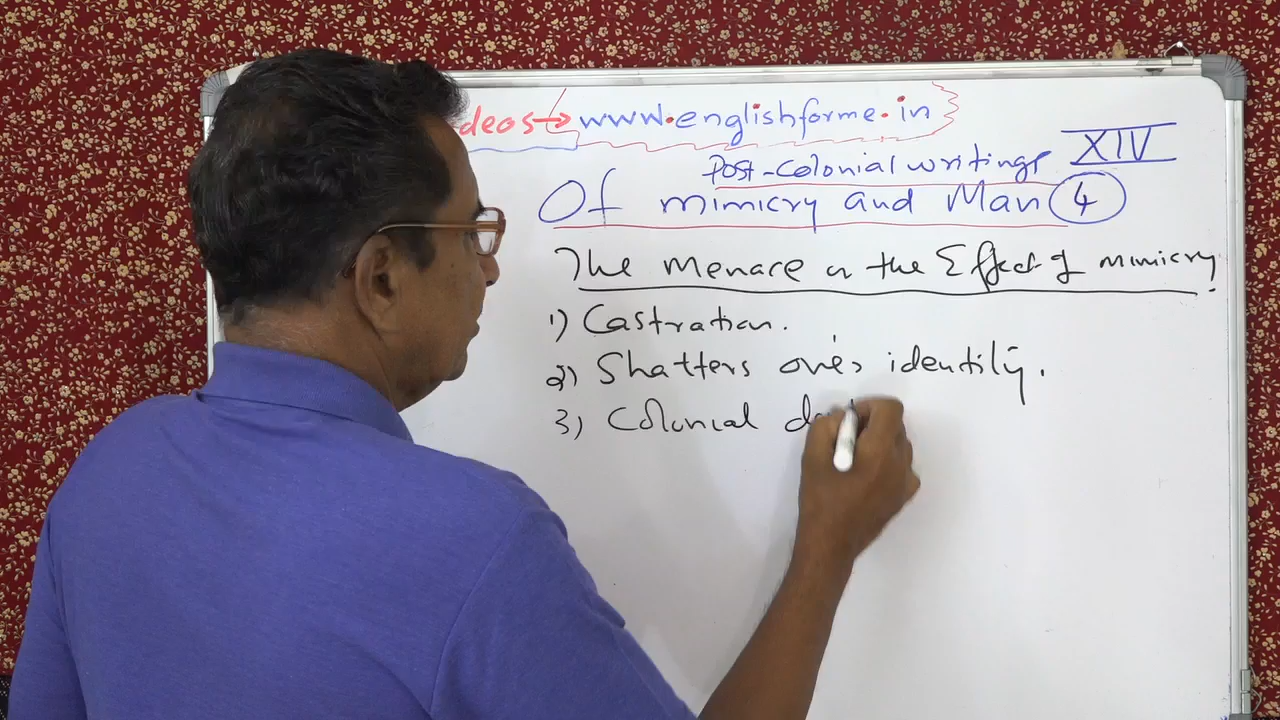 deos → www.englishforme.in
Post-Colonial writings XIV
Of mimicry and Man 4
The Menace or the Effect of mimicry
1) Castration.
2) Shatters one's identity.
3) Colonial